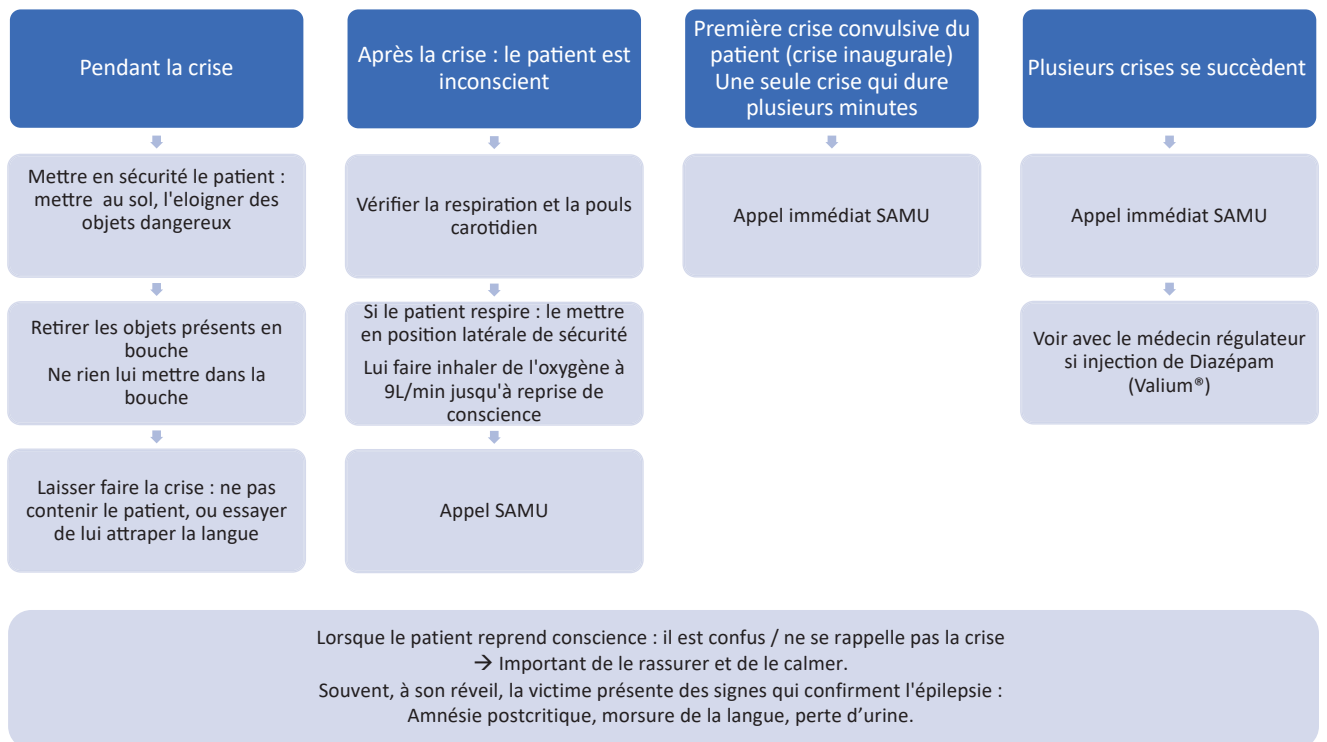 Pendant la crise
Mettre en sécurité le patient :
mettre au sol, l'eloigner des
objets dangereux
Retirer les objets présents en
bouche
Ne rien lui mettre dans la
bouche
Laisser faire la crise : ne pas
contenir le patient, ou essayer
de lui attraper la langue
Après la crise : le patient est
inconscient
Vérifier la respiration et la pouls
carotidien
Si le patient respire : le mettre
en position latérale de sécurité
Lui faire inhaler de l'oxygène à
9L/min jusqu'à reprise de
conscience
Appel SAMU
Première crise convulsive du
patient (crise inaugurale)
Une seule crise qui dure
plusieurs minutes
Appel immédiat SAMU
Plusieurs crises se succèdent
Appel immédiat SAMU
Voir avec le médecin régulateur
si injection de Diazépam
(Valium®)
Lorsque le patient reprend conscience : il est confus / ne se rappelle pas la crise
→ Important de le rassurer et de le calmer.
Souvent, à son réveil, la victime présente des signes qui confirment l'épilepsie :
Amnésie postcritique, morsure de la langue, perte d’urine.